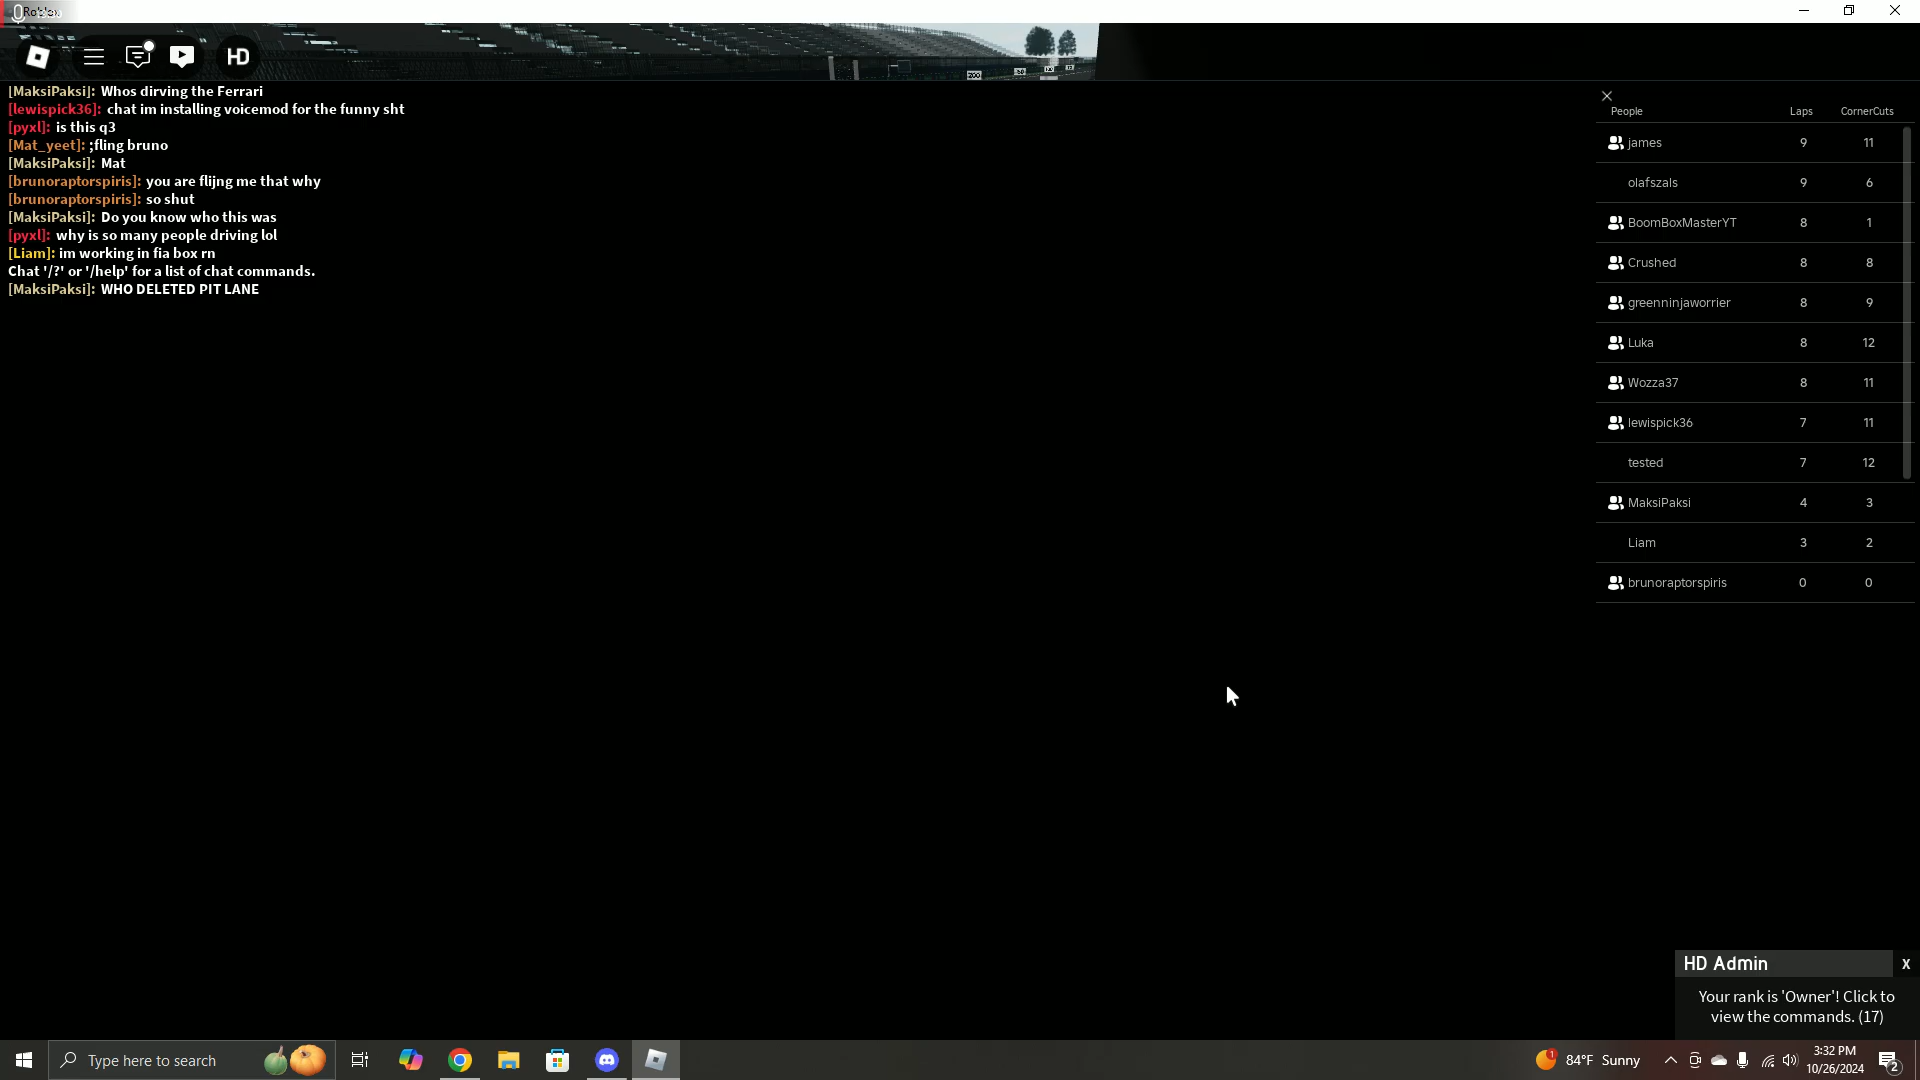 Roblox
HD
200
[MaksiPaksi]: Whos dirving the Ferrari
[lewispick36]: chat im installing voicemod for the funny sht
[pyxl]: is this q3
[Mat_yeet]: ;fling bruno
[MaksiPaksi]: Mat
[brunoraptorspiris]: you are flijng me that why
[brunoraptorspiris]: so shut
[MaksiPaksi]: Do you know who this was
[pyxl]: why is so many people driving lol
[Liam]: im working in fia box rn
Chat '/?' or '/help' for a list of chat commands.
[MaksiPaksi]: WHO DELETED PIT LANE
People Laps CornerCuts
james 9 11
olafszals 9 6
BoomBoxMasterYT 8 1
Crushed 8 8
greenninjaworrier 8 9
Luka 8 12
Wozza37 8 11
lewispick36 7 11
tested 7 12
MaksiPaksi 4 3
Liam 3 2
brunoraptorspiris 0 0
HD Admin X
Your rank is 'Owner'! Click to
view the commands. (17)
Type here to search
1
84°F Sunny
3:32 PM
10/26/2024
2